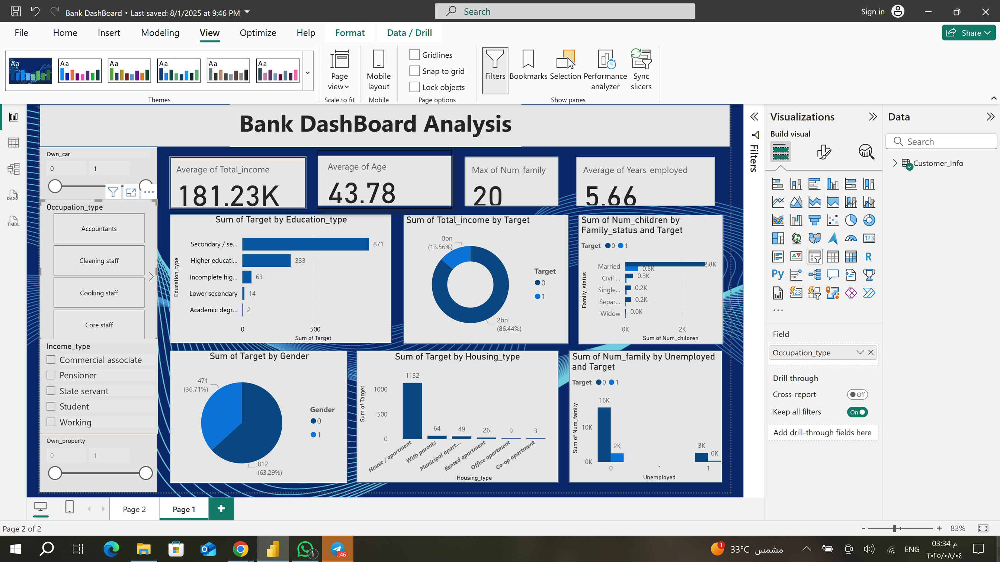 Bank DashBoard • Last saved: 8/1/2025 at 9:46 PM
Search
Sign in
File Home Insert Modeling View Optimize Help Format Data / Drill
Share
Aa Aa Aa Aa Aa Aa
Themes
Page view
Scale to fit
Mobile layout
Mobile
Gridlines
Snap to grid
Lock objects
Page options
Filters
Bookmarks
Selection
Performance analyzer
Sync slicers
Show panes
DAX
TMDL
Bank DashBoard Analysis
Own_car
0 1
Occupation_type
Accountants
Cleaning staff
Cooking staff
Core staff
Income_type
Commercial associate
Pensioner
State servant
Student
Working
Own_property
0 1
Average of Total_income
181.23K
Average of Age
43.78
Max of Num_family
20
Average of Years_employed
5.66
Sum of Target by Education_type
Education_type
Secondary / se... 871
Higher educati... 333
Incomplete hig... 63
Lower secondary 14
Academic degr... 2
0 500
Sum of Target
Sum of Total_income by Target
0bn
(13.56%)
2bn
(86.44%)
Target
0
1
Sum of Num_children by
Family_status and Target
Target 0 1
Family_status
Married 2.8K
0.5K
Civil ... 0.3K
Single... 0.2K
Separ... 0.2K
Widow 0.0K
0K 2K
Sum of Num_children
Sum of Target by Gender
471
(36.71%)
812
(63.29%)
Gender
0
1
Sum of Target by Housing_type
Sum of Target
1000
500
0
1132 64 49 26 9 3
House / apartment
With parents
Municipal apart...
Rented apartment
Office apartment
Co-op apartment
Housing_type
Sum of Num_family by Unemployed
and Target
Target 0 1
Sum of Num_family
10K
0K
16K 2K 3K 0K
0 1 1
Unemployed
Filters
Visualizations
Build visual
123
R
Py
123
...
Field
Occupation_type
Drill through
Cross-report Off
Keep all filters On
Add drill-through fields here
Data
Search
Customer_Info
Page 2 Page 1 +
Page 2 of 2
- + 83%
١
..46
1
33°C مشمس
ENG
03:34 م
٢٠٢٥/٠٨/٠٤